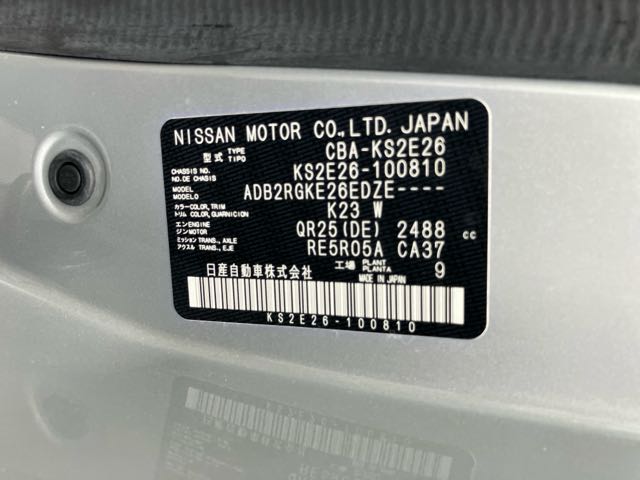 NISSAN MOTOR CO.,LTD. JAPAN
型式 TYPE TIPO CBA-KS2E26
CHASSIS NO. NO. DE CHASIS KS2E26-100810
MODEL MODELO ADB2RGKE26EDZE----
カラー COLOR, TRIM トリム COLOR, GUARNICION K23 W
エンジン ENGINE MOTOR QR25(DE) 2488 cc
ミッション TRANS., AXLE アクスル TRANS., EJE RE5R05A CA37
日産自動車株式会社 工場 PLANT PLANTA 9
MADE IN JAPAN
KS2E26-100810